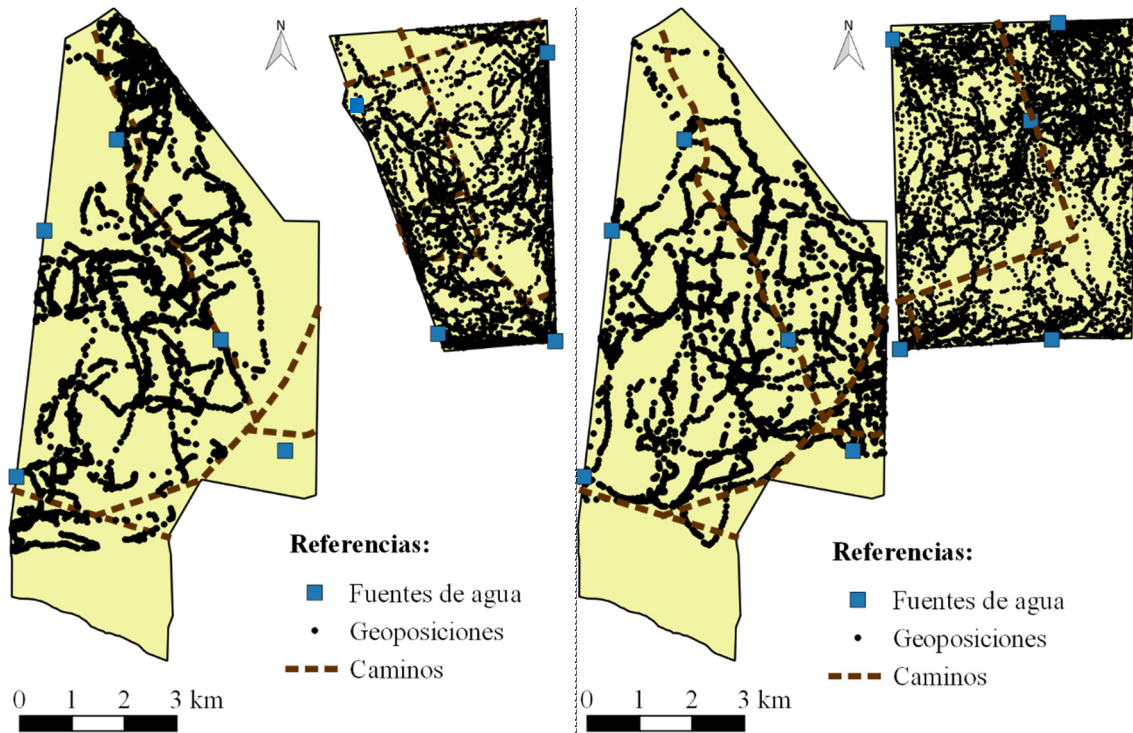 N
Referencias:
Fuentes de agua
Geoposiciones
Caminos
0 1 2 3 km
N
Referencias:
Fuentes de agua
Geoposiciones
Caminos
0 1 2 3 km